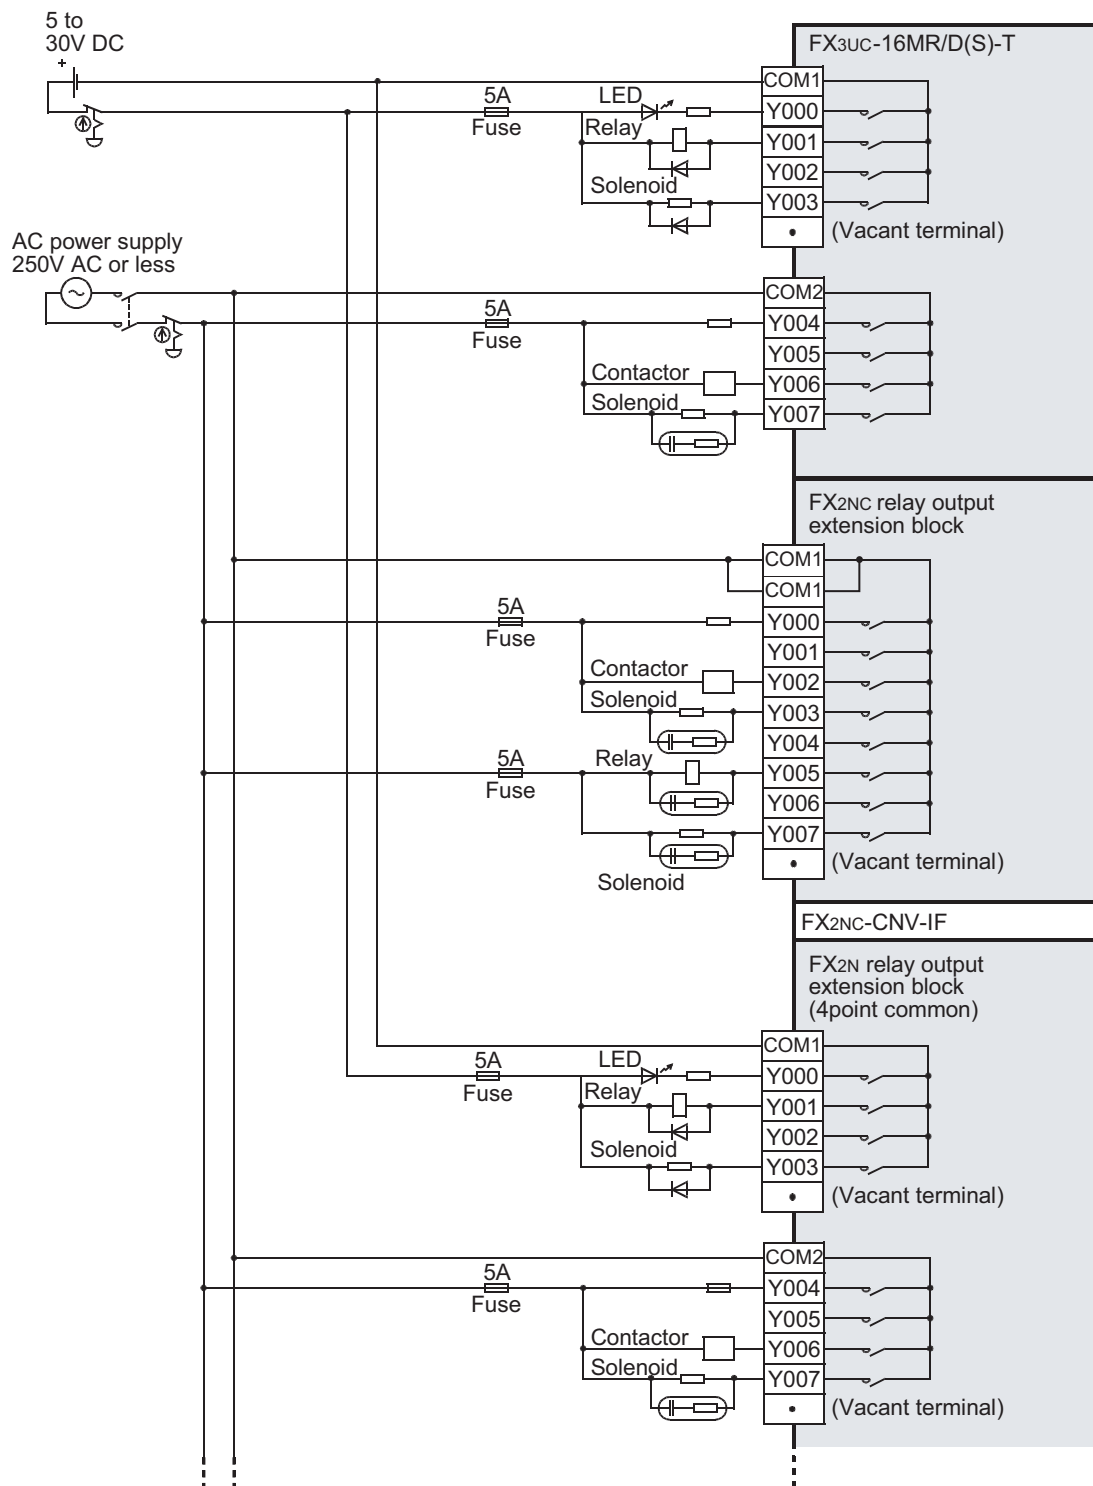 5 to
30V DC
+
FX3UC-16MR/D(S)-T
COM1
5A
Fuse
LED
Y000
Relay
Y001
Y002
Solenoid
Y003
(Vacant terminal)
AC power supply
250V AC or less
COM2
5A
Fuse
Y004
Y005
Contactor
Y006
Solenoid
Y007
FX2NC relay output
extension block
COM1
COM1
5A
Fuse
Y000
Y001
Contactor
Y002
Solenoid
Y003
Y004
5A
Fuse
Relay
Y005
Y006
Y007
(Vacant terminal)
Solenoid
FX2NC-CNV-IF
FX2N relay output
extension block
(4point common)
COM1
5A
Fuse
LED
Y000
Relay
Y001
Y002
Solenoid
Y003
(Vacant terminal)
COM2
5A
Fuse
Y004
Y005
Contactor
Y006
Solenoid
Y007
(Vacant terminal)